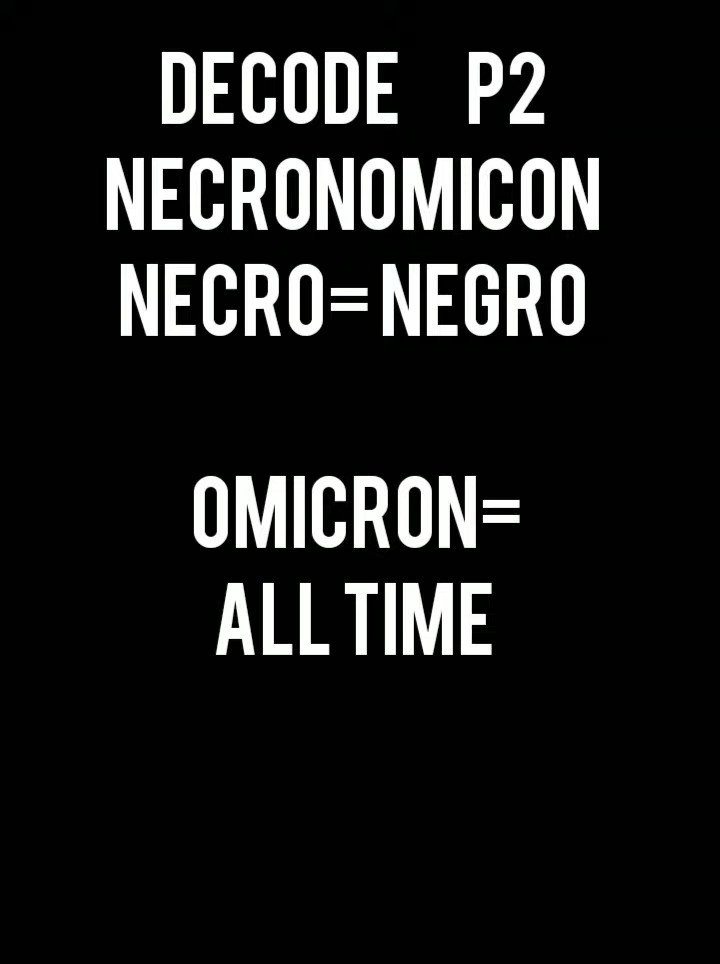 DECODE P2
NECRONOMICON
NECRO= NEGRO
OMICRON=
ALL TIME